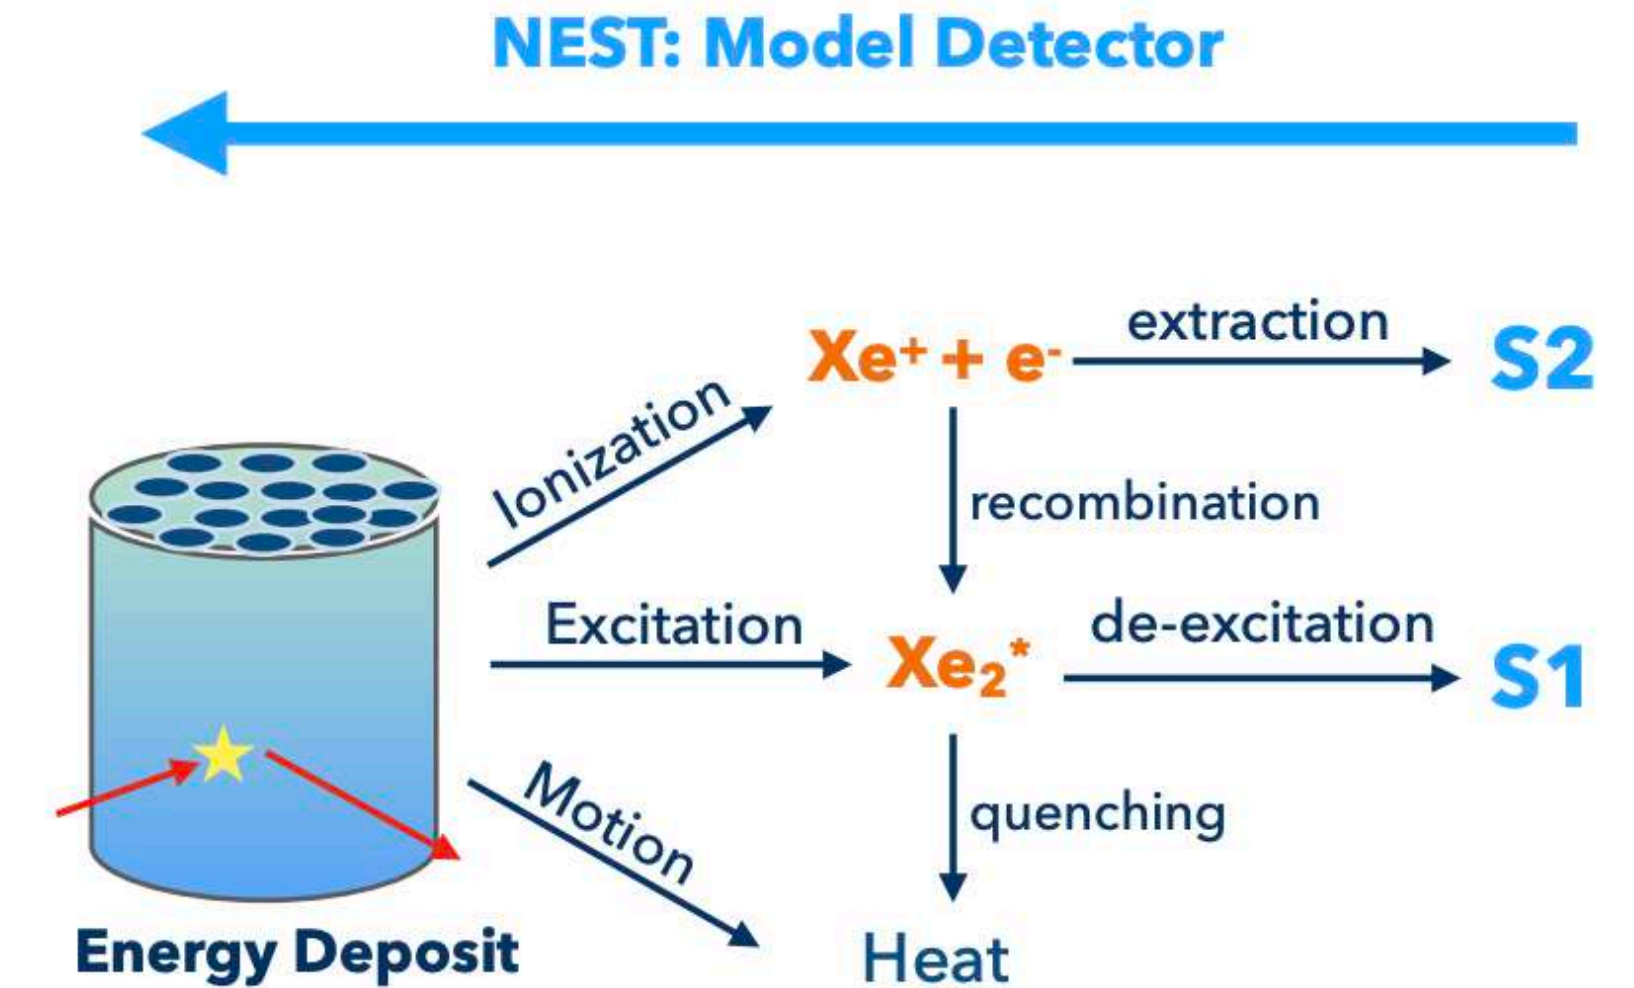 NEST: Model Detector
Xe⁺ + e⁻
extraction
S2
Ionization
recombination
Excitation
Xe₂*
de-excitation
S1
Motion
quenching
Energy Deposit
Heat